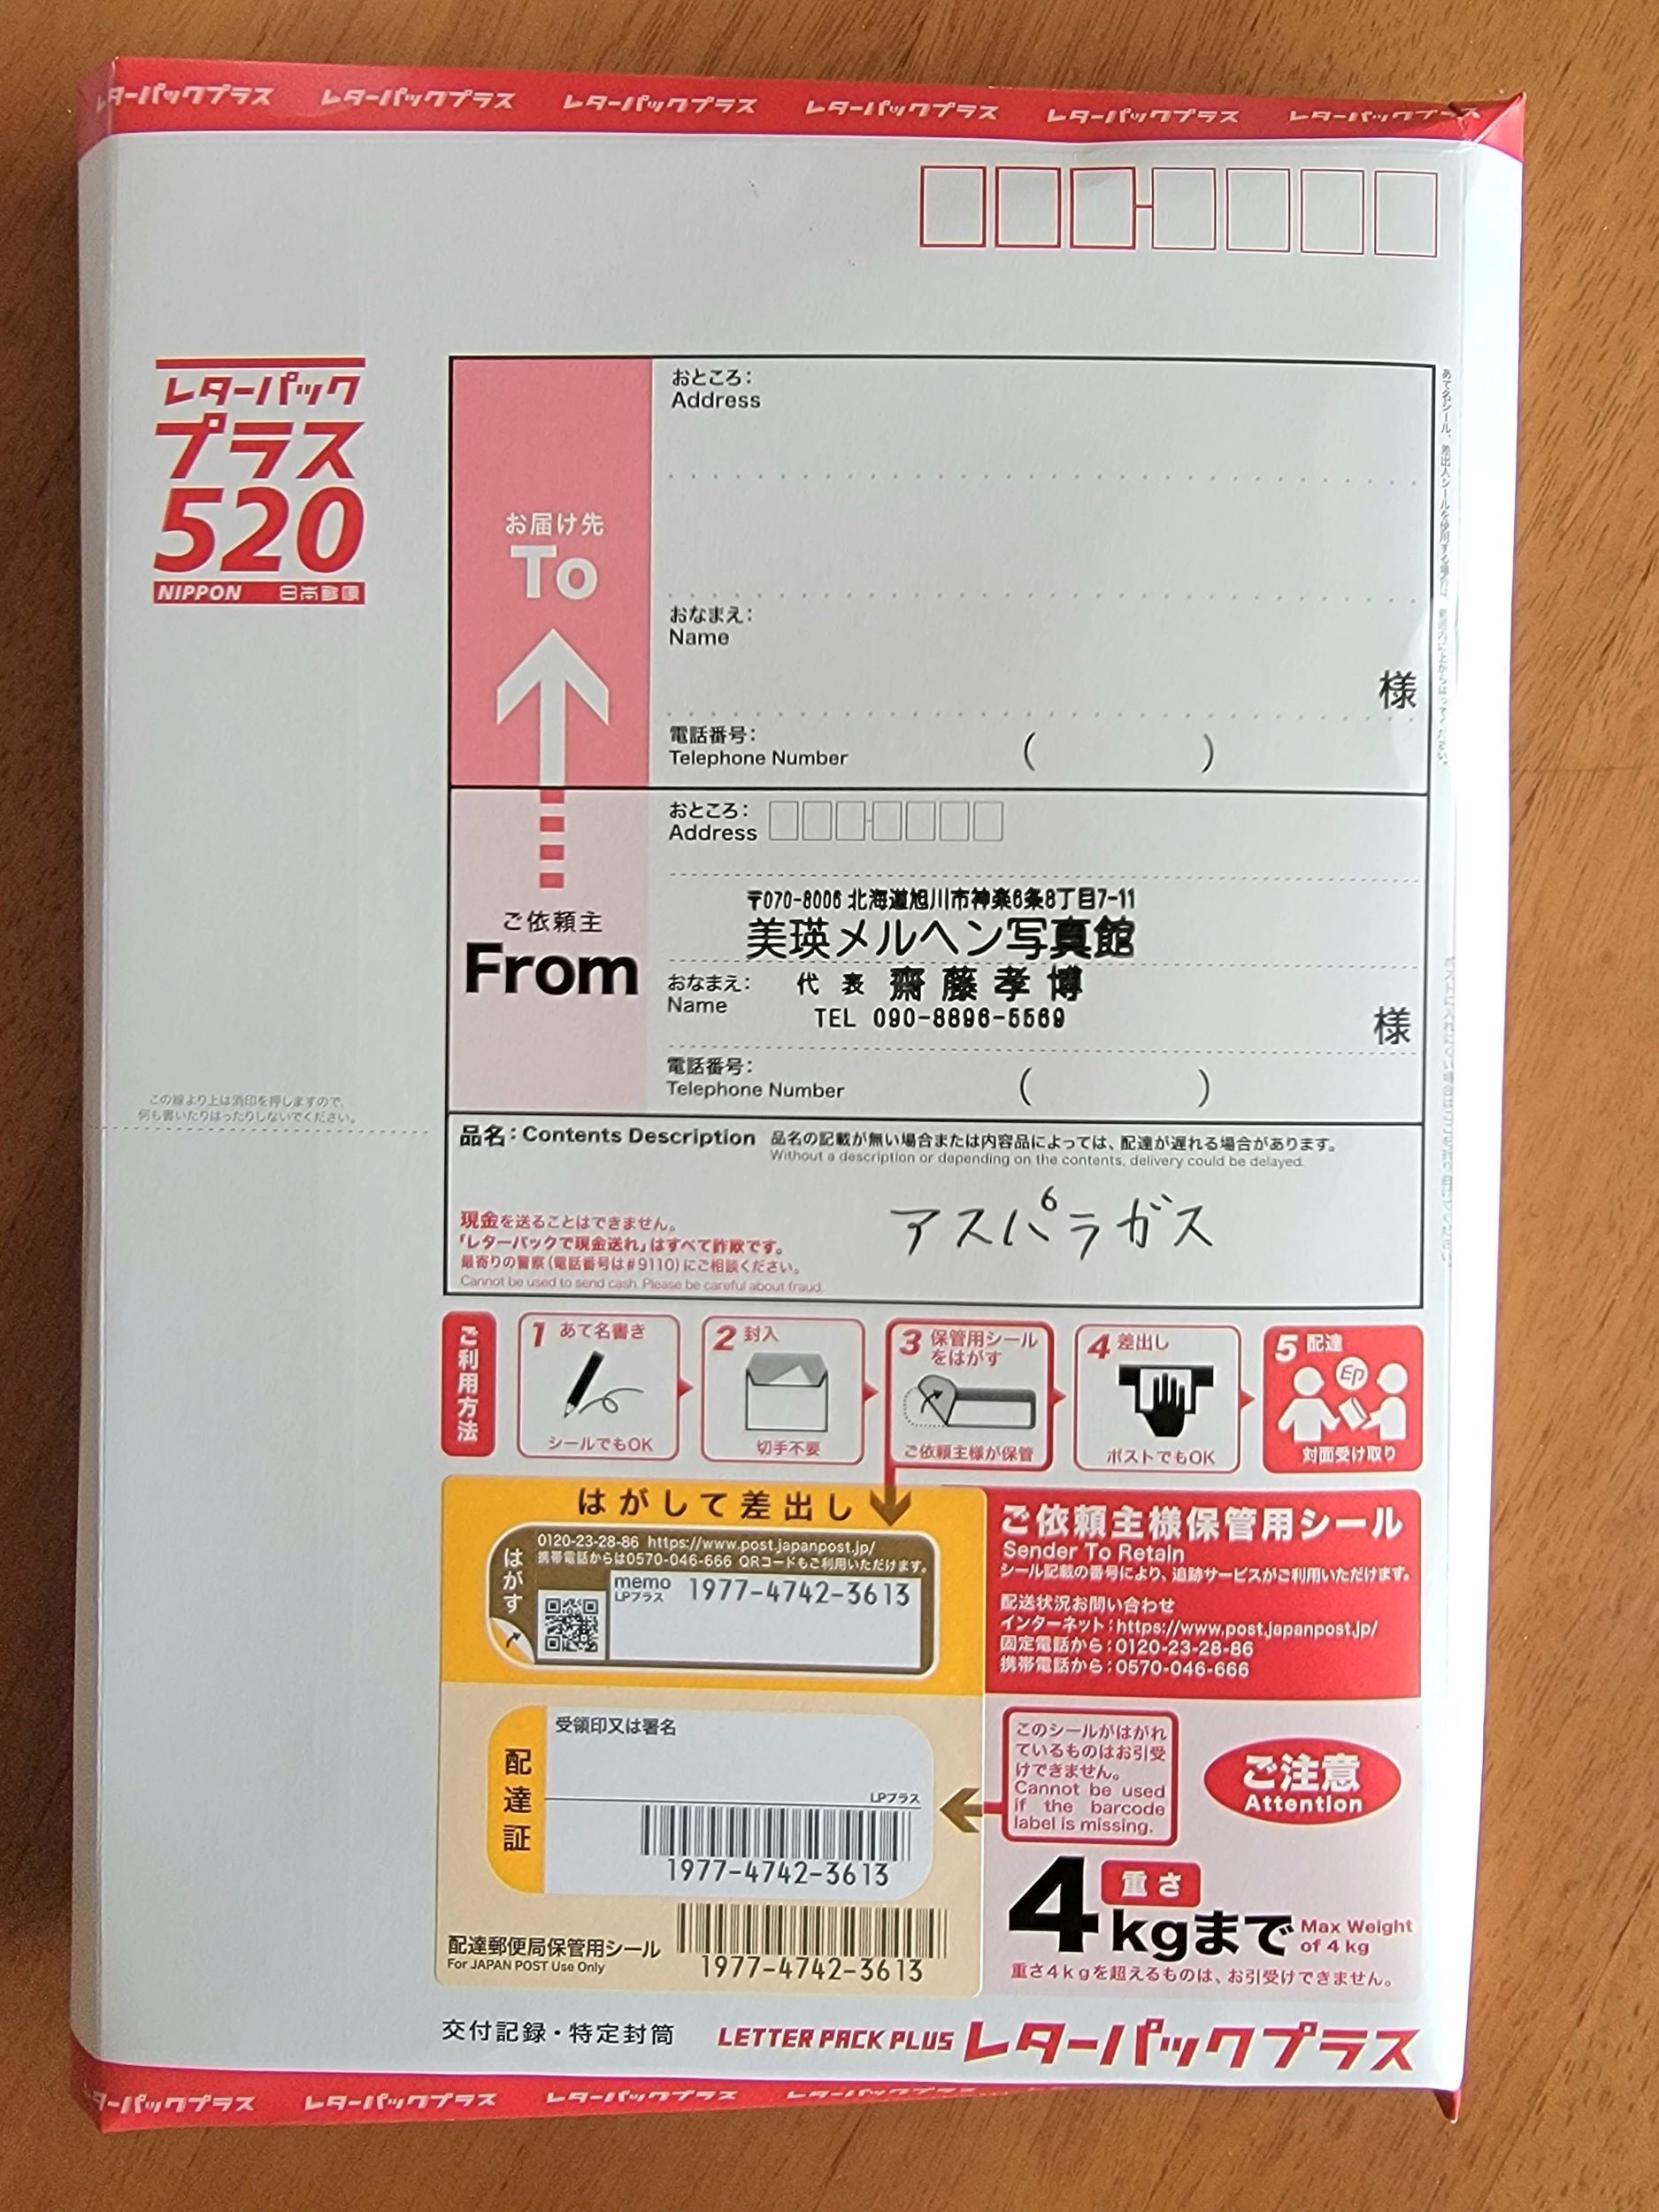 レターパックプラス レターパックプラス レターパックプラス レターパックプラス レターパックプラス レターパックプラス
レターパック
プラス
520
NIPPON 日本郵便
お届け先
To
おところ:
Address
おなまえ:
Name
様
電話番号:
Telephone Number ( )
ご依頼主
From
おところ:
Address
〒070-8006 北海道旭川市神楽6条8丁目7-11
美瑛メルヘン写真館
おなまえ:
Name
代表 齋藤孝博
TEL 090-8896-5569
様
電話番号:
Telephone Number ( )
この線より上は消印を押しますので、
何も書いたりはったりしないでください。
品名:Contents Description 品名の記載が無い場合または内容品によっては、配達が遅れる場合があります。
Without a description or depending on the contents, delivery could be delayed.
アスパラガス
現金を送ることはできません。
「レターパックで現金送れ」はすべて詐欺です。
最寄りの警察(電話番号は#9110)にご相談ください。
Cannot be used to send cash. Please be careful about fraud.
ご利用方法
1 あて名書き
シールでもOK
2 封入
切手不要
3 保管用シール
をはがす
ご依頼主様が保管
4 差出し
ポストでもOK
5 配達
対面受け取り
はがして差出し
はがす
0120-23-28-86 https://www.post.japanpost.jp/
携帯電話からは0570-046-666 QRコードもご利用いただけます。
memo
LPプラス
1977-4742-3613
ご依頼主様保管用シール
Sender To Retain
シール記載の番号により、追跡サービスがご利用いただけます。
配送状況お問い合わせ
インターネット:https://www.post.japanpost.jp/
固定電話から:0120-23-28-86
携帯電話から:0570-046-666
配達証
受領印又は署名
LPプラス
1977-4742-3613
配達郵便局保管用シール
For JAPAN POST Use Only
1977-4742-3613
このシールがはがれ
ているものはお引受
けできません。
Cannot be used
if the barcode
label is missing.
ご注意
Attention
重さ
4kgまで
Max Weight
of 4 kg
重さ4kgを超えるものは、お引受けできません。
交付記録・特定封筒 LETTER PACK PLUS レターパックプラス
レターパックプラス レターパックプラス レターパックプラス